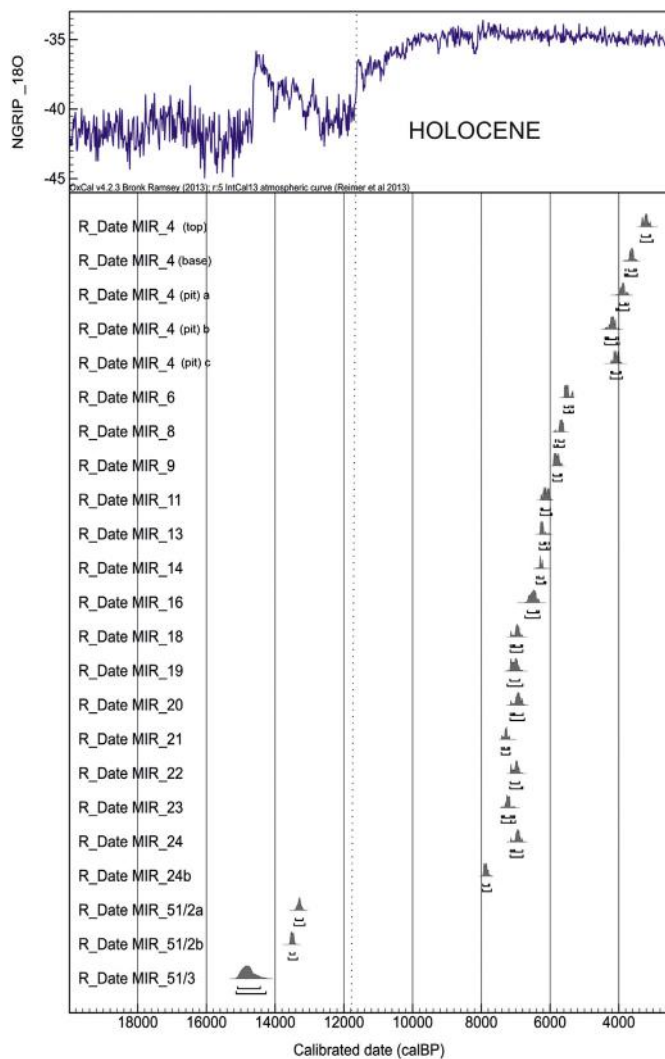 -35
-40
-45
NGRIP _18O
HOLOCENE
OxCal v4.2.3 Bronk Ramsey (2013); r:5 IntCal13 atmospheric curve (Reimer et al 2013)
R_Date MIR_4 (top)
R_Date MIR_4 (base)
R_Date MIR_4 (pit) a
R_Date MIR_4 (pit) b
R_Date MIR_4 (pit) c
R_Date MIR_6
R_Date MIR_8
R_Date MIR_9
R_Date MIR_11
R_Date MIR_13
R_Date MIR_14
R_Date MIR_16
R_Date MIR_18
R_Date MIR_19
R_Date MIR_20
R_Date MIR_21
R_Date MIR_22
R_Date MIR_23
R_Date MIR_24
R_Date MIR_24b
R_Date MIR_51/2a
R_Date MIR_51/2b
R_Date MIR_51/3
18000 16000 14000 12000 10000 8000 6000 4000
Calibrated date (calBP)